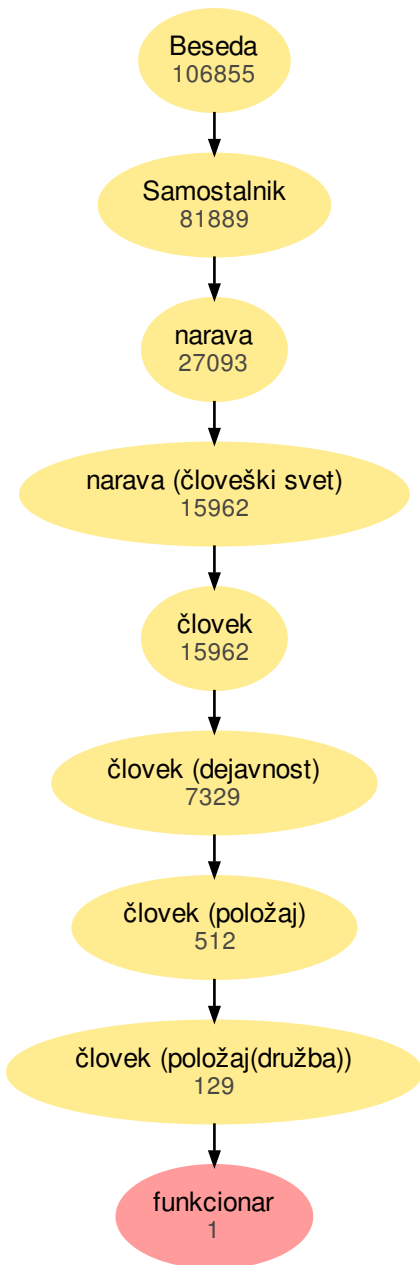 Beseda
106855
Samostalnik
81889
narava
27093
narava (človeški svet)
15962
človek
15962
človek (dejavnost)
7329
človek (položaj)
512
človek (položaj(družba))
129
funkcionar
1